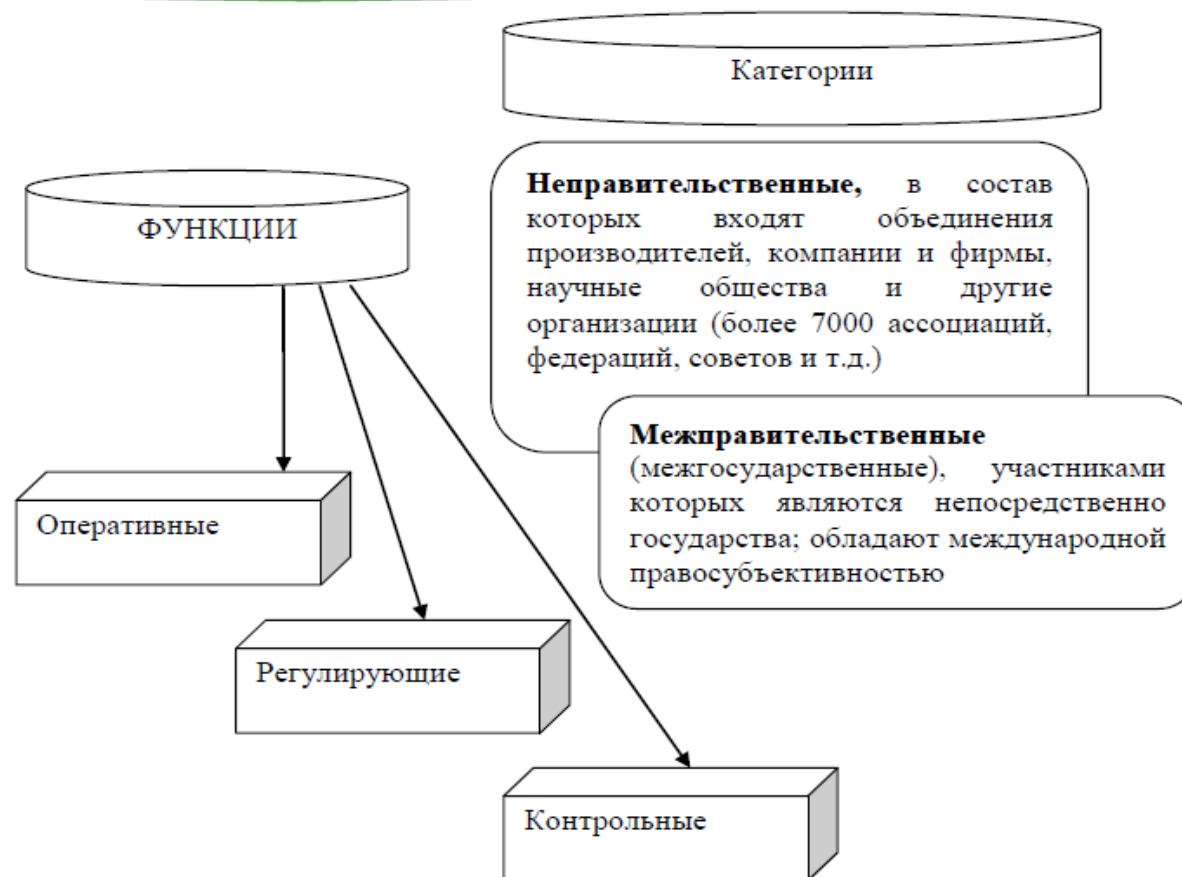 Категории
Неправительственные, в состав
которых входят объединения
производителей, компании и фирмы,
научные общества и другие
организации (более 7000 ассоциаций,
федераций, советов и т.д.)
Межправительственные
(межгосударственные), участниками
которых являются непосредственно
государства; обладают международной
правосубъективностью
ФУНКЦИИ
Оперативные
Регулирующие
Контрольные